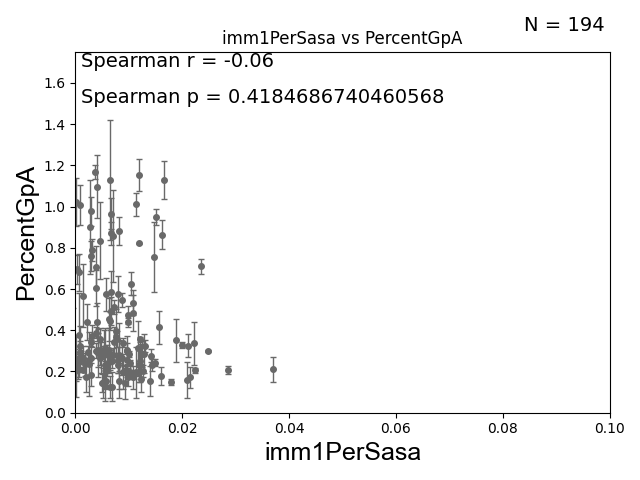 N = 194
imm1PerSasa vs PercentGpA
Spearman r = -0.06
Spearman p = 0.4184686740460568
PercentGpA
1.6
1.4
1.2
1.0
0.8
0.6
0.4
0.2
0.0
0.00 0.02 0.04 0.06 0.08 0.10
imm1PerSasa